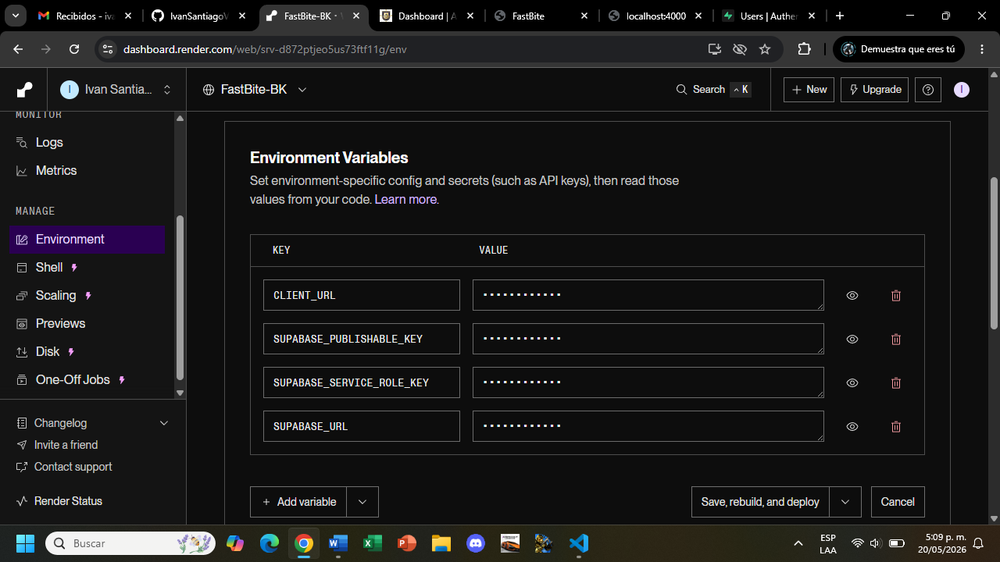 Recibidos - iva
IvanSantiagoV
FastBite-BK
Dashboard | A
FastBite
localhost:4000
Users | Auther
dashboard.render.com/web/srv-d872ptjeo5us73ftf11g/env
Demuestra que eres tú
I
Ivan Santia...
FastBite-BK
Search
K
New
Upgrade
I
MONITOR
Logs
Metrics
MANAGE
Environment
Shell
Scaling
Previews
Disk
One-Off Jobs
Changelog
Invite a friend
Contact support
Render Status
Environment Variables
Set environment-specific config and secrets (such as API keys), then read those
values from your code. Learn more.
KEY VALUE
CLIENT_URL ••••••••••••
SUPABASE_PUBLISHABLE_KEY ••••••••••••
SUPABASE_SERVICE_ROLE_KEY ••••••••••••
SUPABASE_URL ••••••••••••
+ Add variable
Save, rebuild, and deploy
Cancel
Buscar
ESP
LAA
5:09 p. m.
20/05/2026